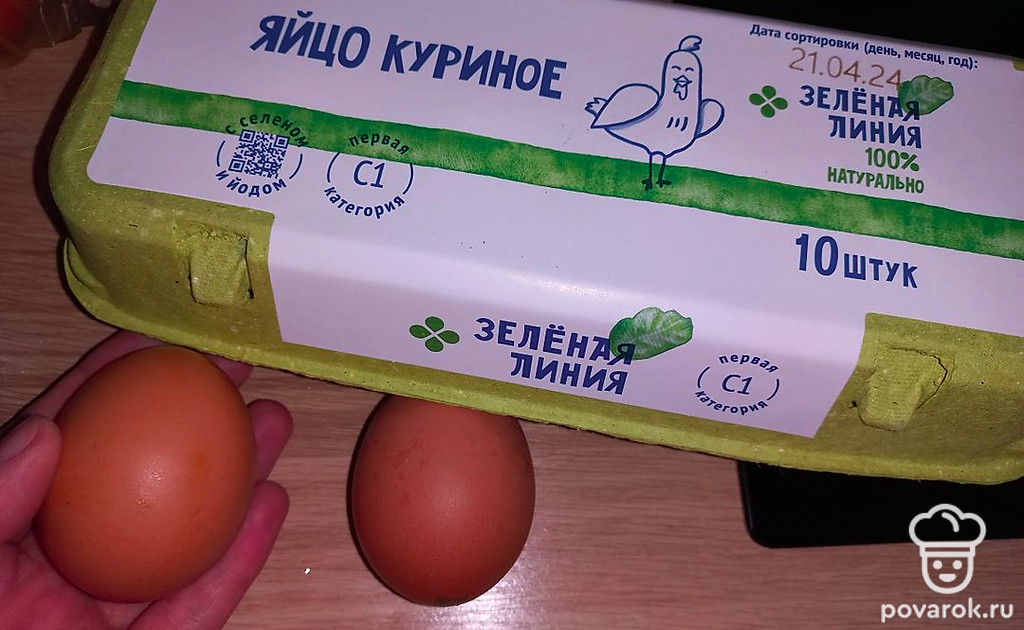 ЯЙЦО КУРИНОЕ
Дата сортировки (день, месяц, год):
21.04.24
ЗЕЛЁНАЯ
ЛИНИЯ
100%
НАТУРАЛЬНО
с селеном
и йодом
первая
С1
категория
10 штук
ЗЕЛЁНАЯ
ЛИНИЯ
первая
С1
категория
povarok.ru